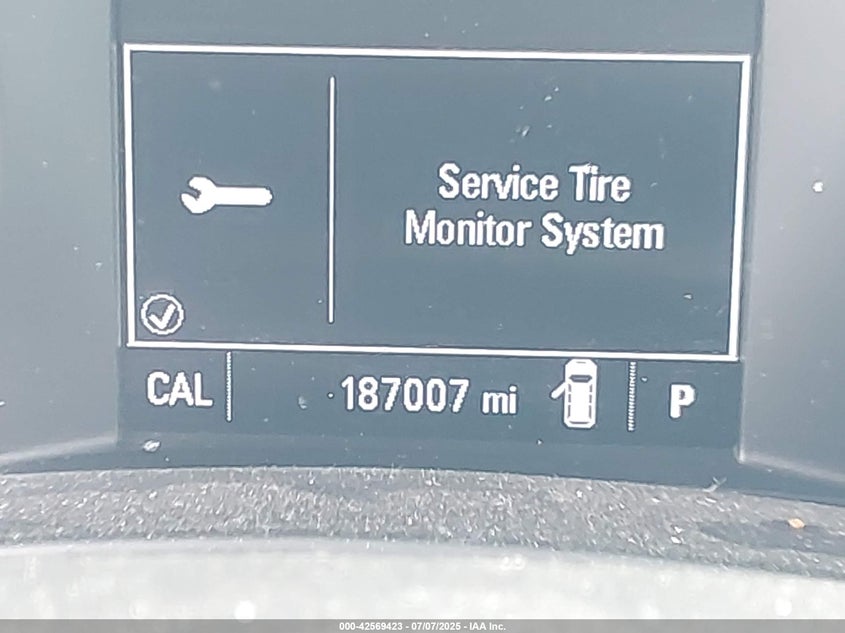 Service Tire
Monitor System
CAL
187007 mi
P
000-42569423 - 07/07/2025 - IAA Inc.